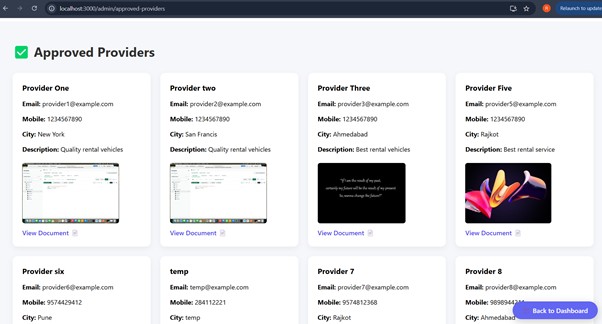 localhost:3000/admin/approved-providers
Relaunch to update
Approved Providers
Provider One
Email: provider1@example.com
Mobile: 1234567890
City: New York
Description: Quality rental vehicles
View Document
Provider two
Email: provider2@example.com
Mobile: 1234567890
City: San Francis
Description: Quality rental vehicles
View Document
Provider Three
Email: provider3@example.com
Mobile: 1234567890
City: Ahmedabad
Description: Best rental vehicles
View Document
Provider Five
Email: provider5@example.com
Mobile: 1234567890
City: Rajkot
Description: Best rental service
View Document
Provider six
Email: provider6@example.com
Mobile: 9574429412
City: Pune
temp
Email: temp@example.com
Mobile: 284112221
City: temp
Provider 7
Email: provider7@example.com
Mobile: 9574812368
City: Rajkot
Provider 8
Email: provider8@example.com
Mobile:
City: Ahmedabad
Back to Dashboard